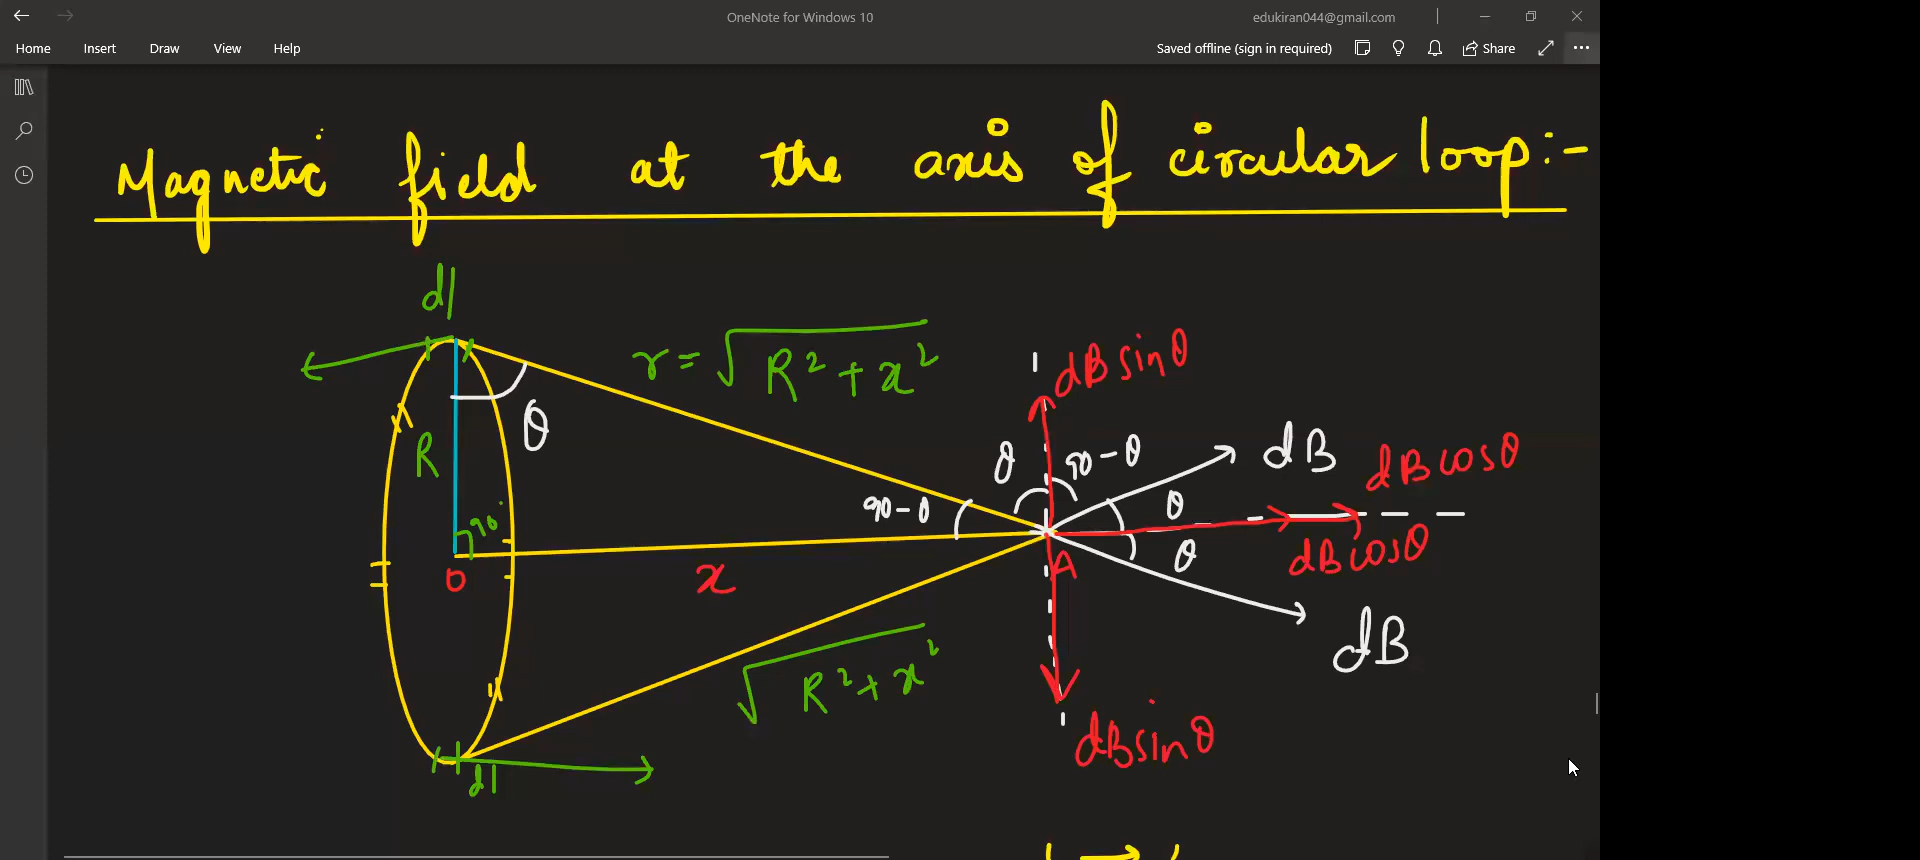 OneNote for Windows 10
edukiran044@gmail.com
Home Insert Draw View Help
Saved offline (sign in required)
Share
Magnetic field at the axis of circular loop:-
dl
r = √R² + x²
dB sinθ
θ
R
θ
90-θ
dB
dB cosθ
90-θ
θ
90°
θ
dB cosθ
O
x
A
√R² + x²
dB
dB sinθ
dl